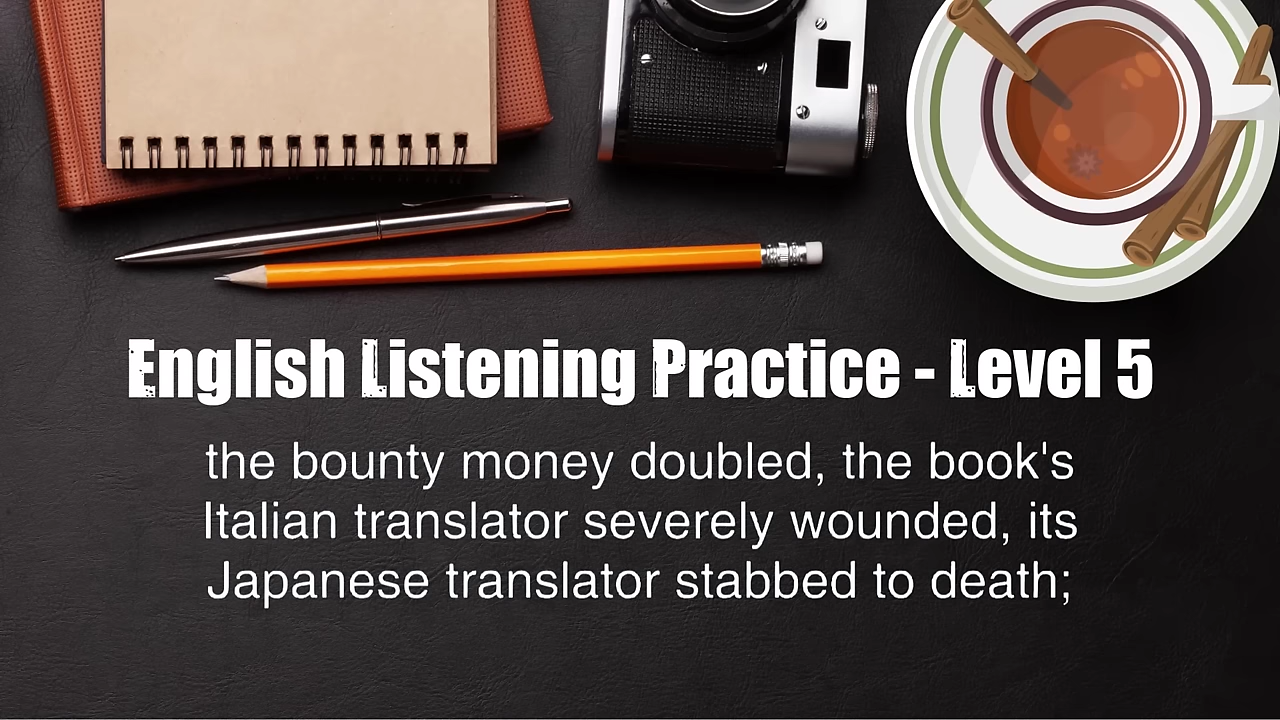 English Listening Practice - Level 5
the bounty money doubled, the book's
Italian translator severely wounded, its
Japanese translator stabbed to death;